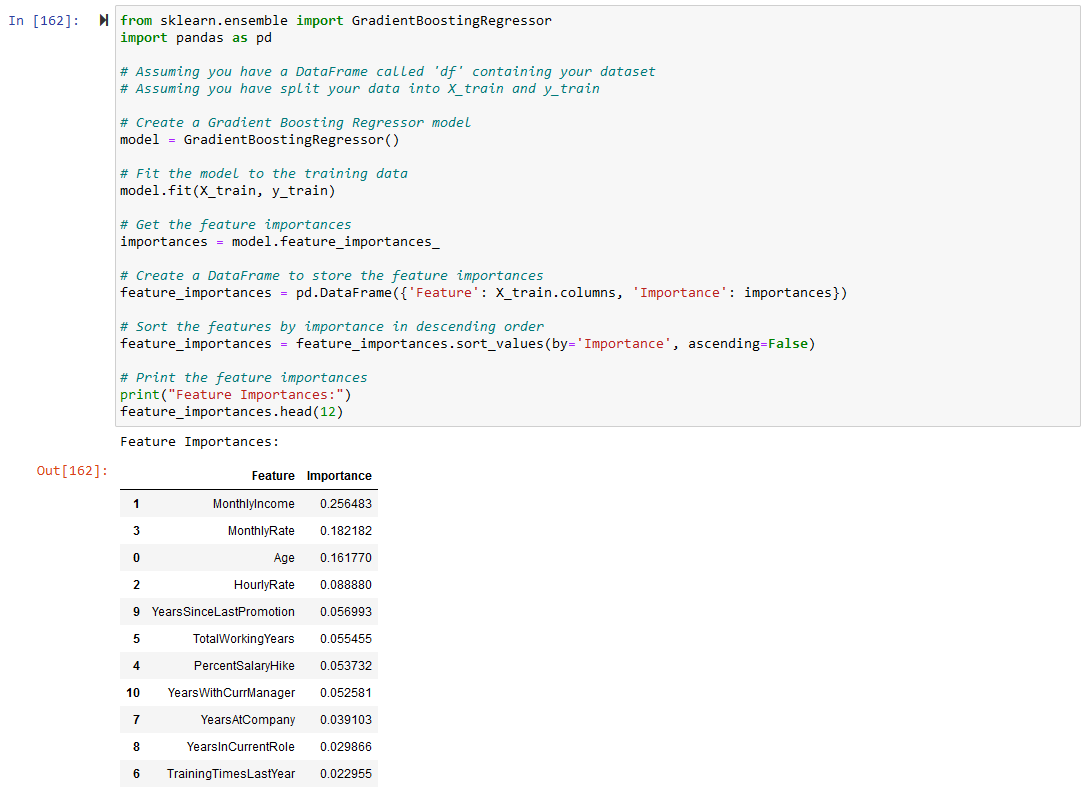 In [162]:
from sklearn.ensemble import GradientBoostingRegressor
import pandas as pd
# Assuming you have a DataFrame called 'df' containing your dataset
# Assuming you have split your data into X_train and y_train
# Create a Gradient Boosting Regressor model
model = GradientBoostingRegressor()
# Fit the model to the training data
model.fit(X_train, y_train)
# Get the feature importances
importances = model.feature_importances_
# Create a DataFrame to store the feature importances
feature_importances = pd.DataFrame({'Feature': X_train.columns, 'Importance': importances})
# Sort the features by importance in descending order
feature_importances = feature_importances.sort_values(by='Importance', ascending=False)
# Print the feature importances
print("Feature Importances:")
feature_importances.head(12)
Feature Importances:
Out[162]:
Feature Importance
1 MonthlyIncome 0.256483
3 MonthlyRate 0.182182
0 Age 0.161770
2 HourlyRate 0.088880
9 YearsSinceLastPromotion 0.056993
5 TotalWorkingYears 0.055455
4 PercentSalaryHike 0.053732
10 YearsWithCurrManager 0.052581
7 YearsAtCompany 0.039103
8 YearsInCurrentRole 0.029866
6 TrainingTimesLastYear 0.022955